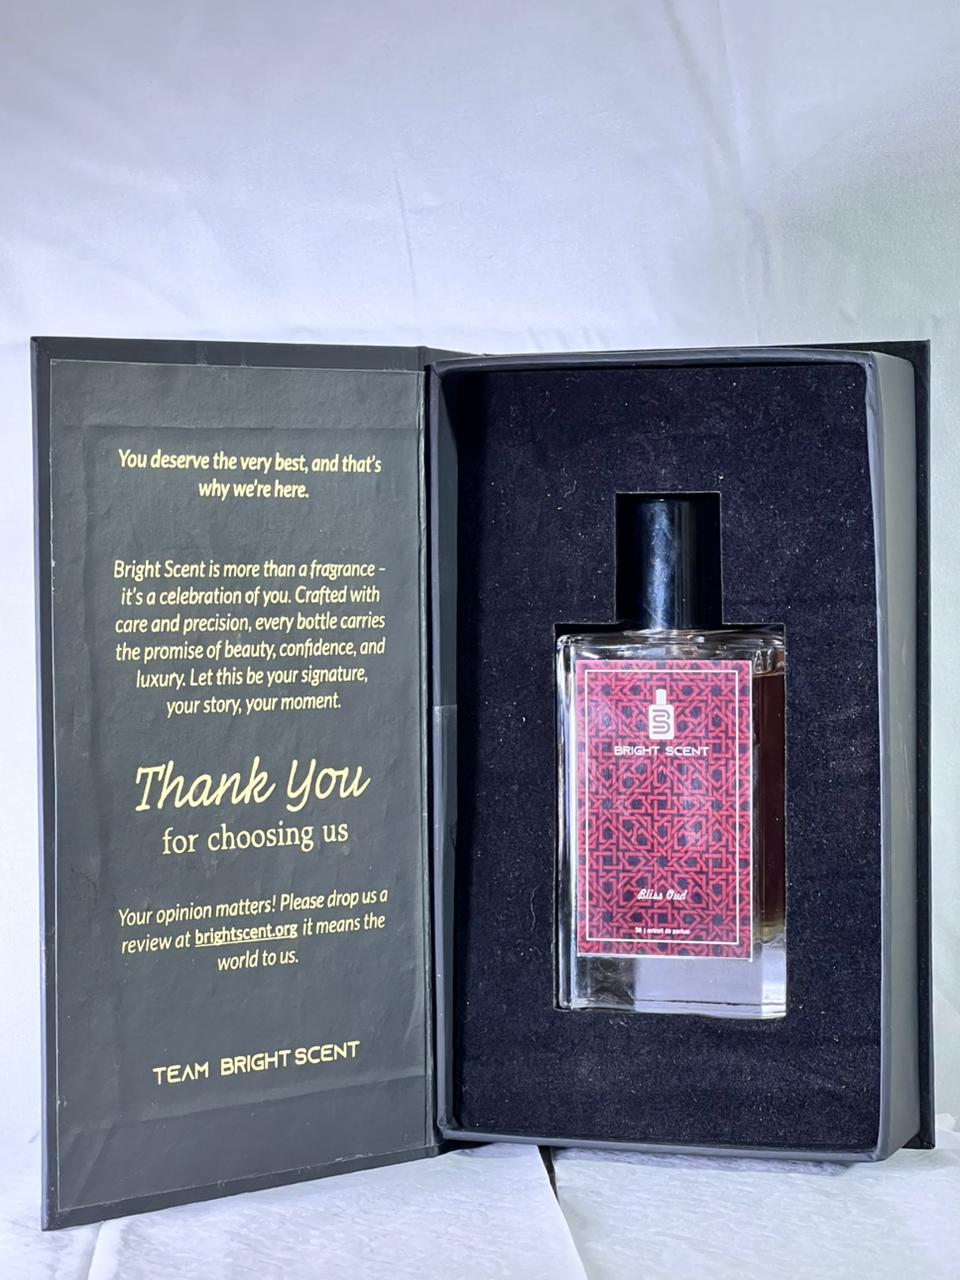 You deserve the very best, and that's
why we're here.
Bright Scent is more than a fragrance –
it's a celebration of you. Crafted with
care and precision, every bottle carries
the promise of beauty, confidence, and
luxury. Let this be your signature,
your story, your moment.
Thank You
for choosing us
Your opinion matters! Please drop us a
review at brightscent.org it means the
world to us.
TEAM BRIGHT SCENT
BRIGHT SCENT
Bliss Oud
extrait de parfum